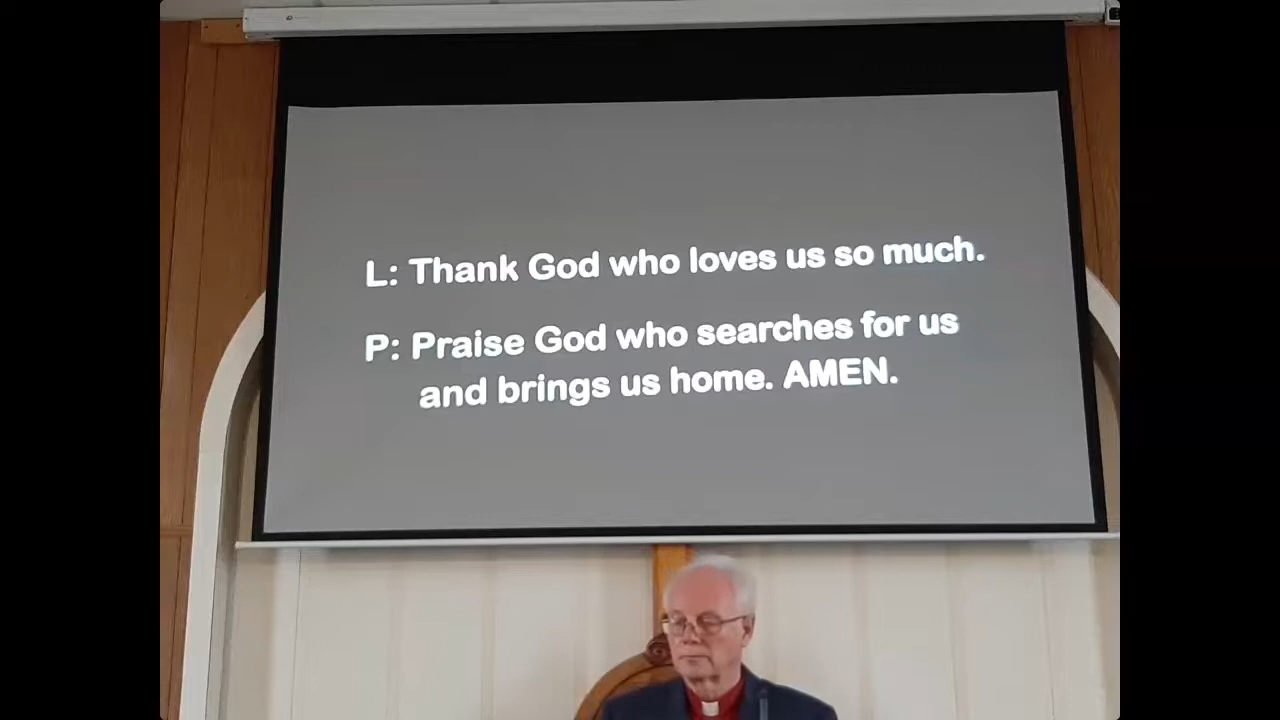 L: Thank God who loves us so much.
P: Praise God who searches for us
and brings us home. AMEN.